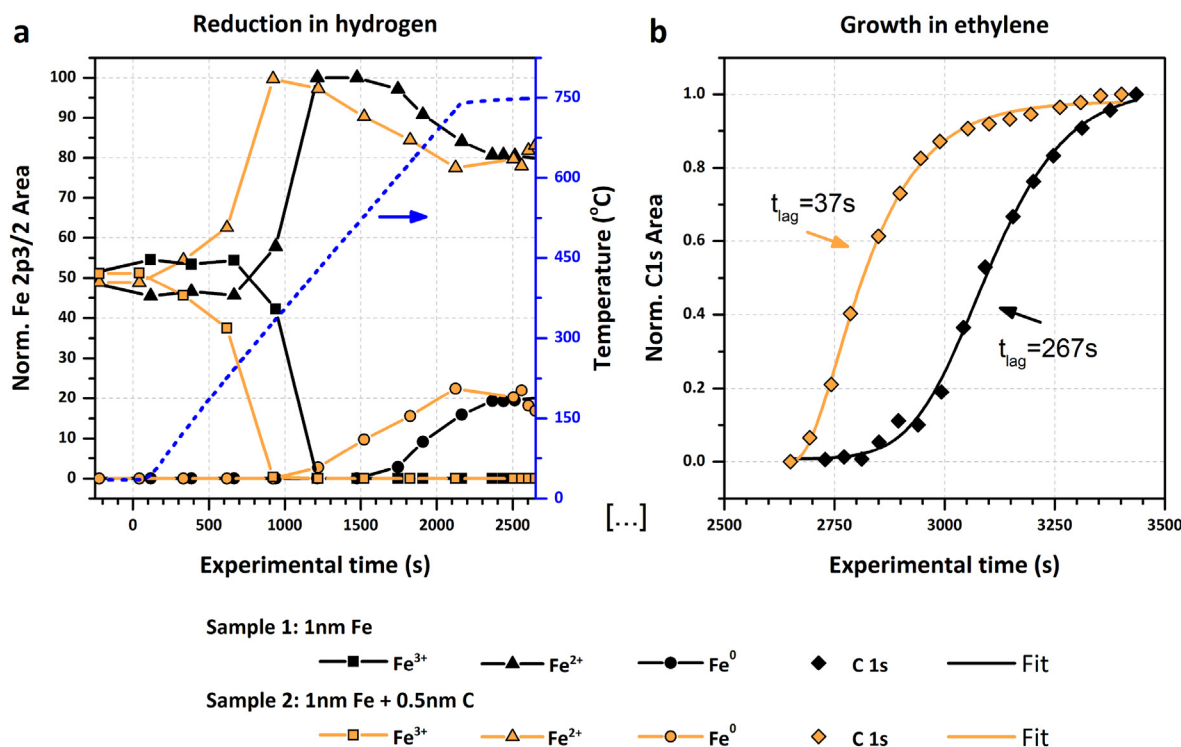 Reduction in hydrogen
Growth in ethylene
a
b
Norm. Fe 2p3/2 Area
100
90
80
70
60
50
40
30
20
10
0
0
500
1000
1500
2000
2500
Experimental time (s)
750
600
450
300
150
0
Temperature (°C)
[...]
Norm. C1s Area
1.0
0.8
0.6
0.4
0.2
0.0
t_lag=37s
t_lag=267s
2500
2750
3000
3250
3500
Experimental time (s)
Sample 1: 1nm Fe
Fe³⁺ Fe²⁺ Fe⁰ C 1s Fit
Sample 2: 1nm Fe + 0.5nm C
Fe³⁺ Fe²⁺ Fe⁰ C 1s Fit